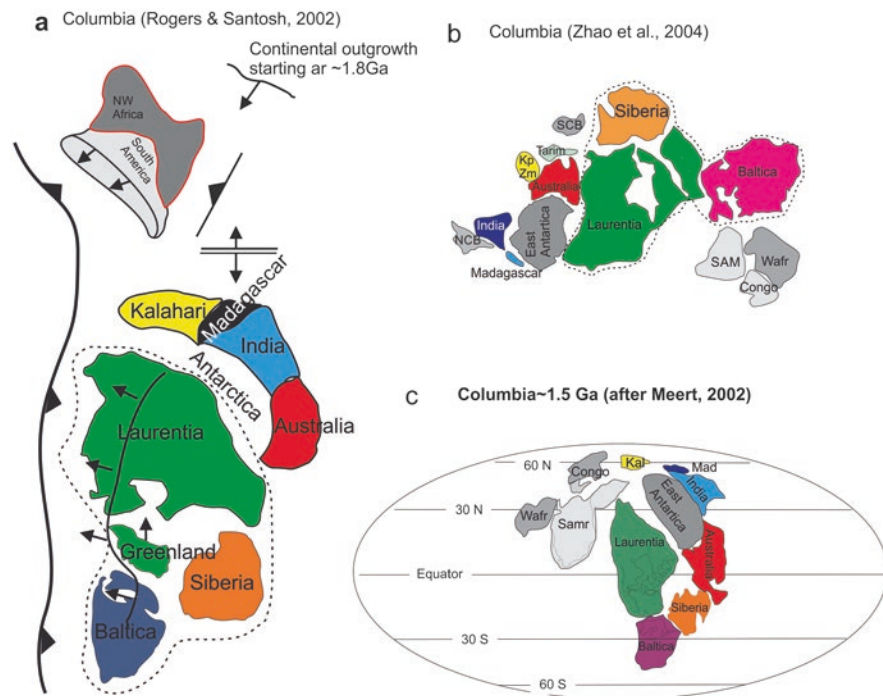 a
Columbia (Rogers & Santosh, 2002)
Continental outgrowth
starting ar ~1.8Ga
NW
Africa
South
America
Kalahari
Madagascar
India
Antarctica
Australia
Laurentia
Greenland
Siberia
Baltica
b
Columbia (Zhao et al., 2004)
Siberia
SCB
Tarim
Kp
Zm
Australia
Baltica
India
NCB
East
Antartica
Laurentia
Madagascar
SAM
Wafr
Congo
c
Columbia~1.5 Ga (after Meert, 2002)
60 N
Congo
Kal
Mad
India
East
Antartica
30 N
Wafr
Samr
Laurentia
Australia
Equator
Siberia
30 S
Baltica
60 S